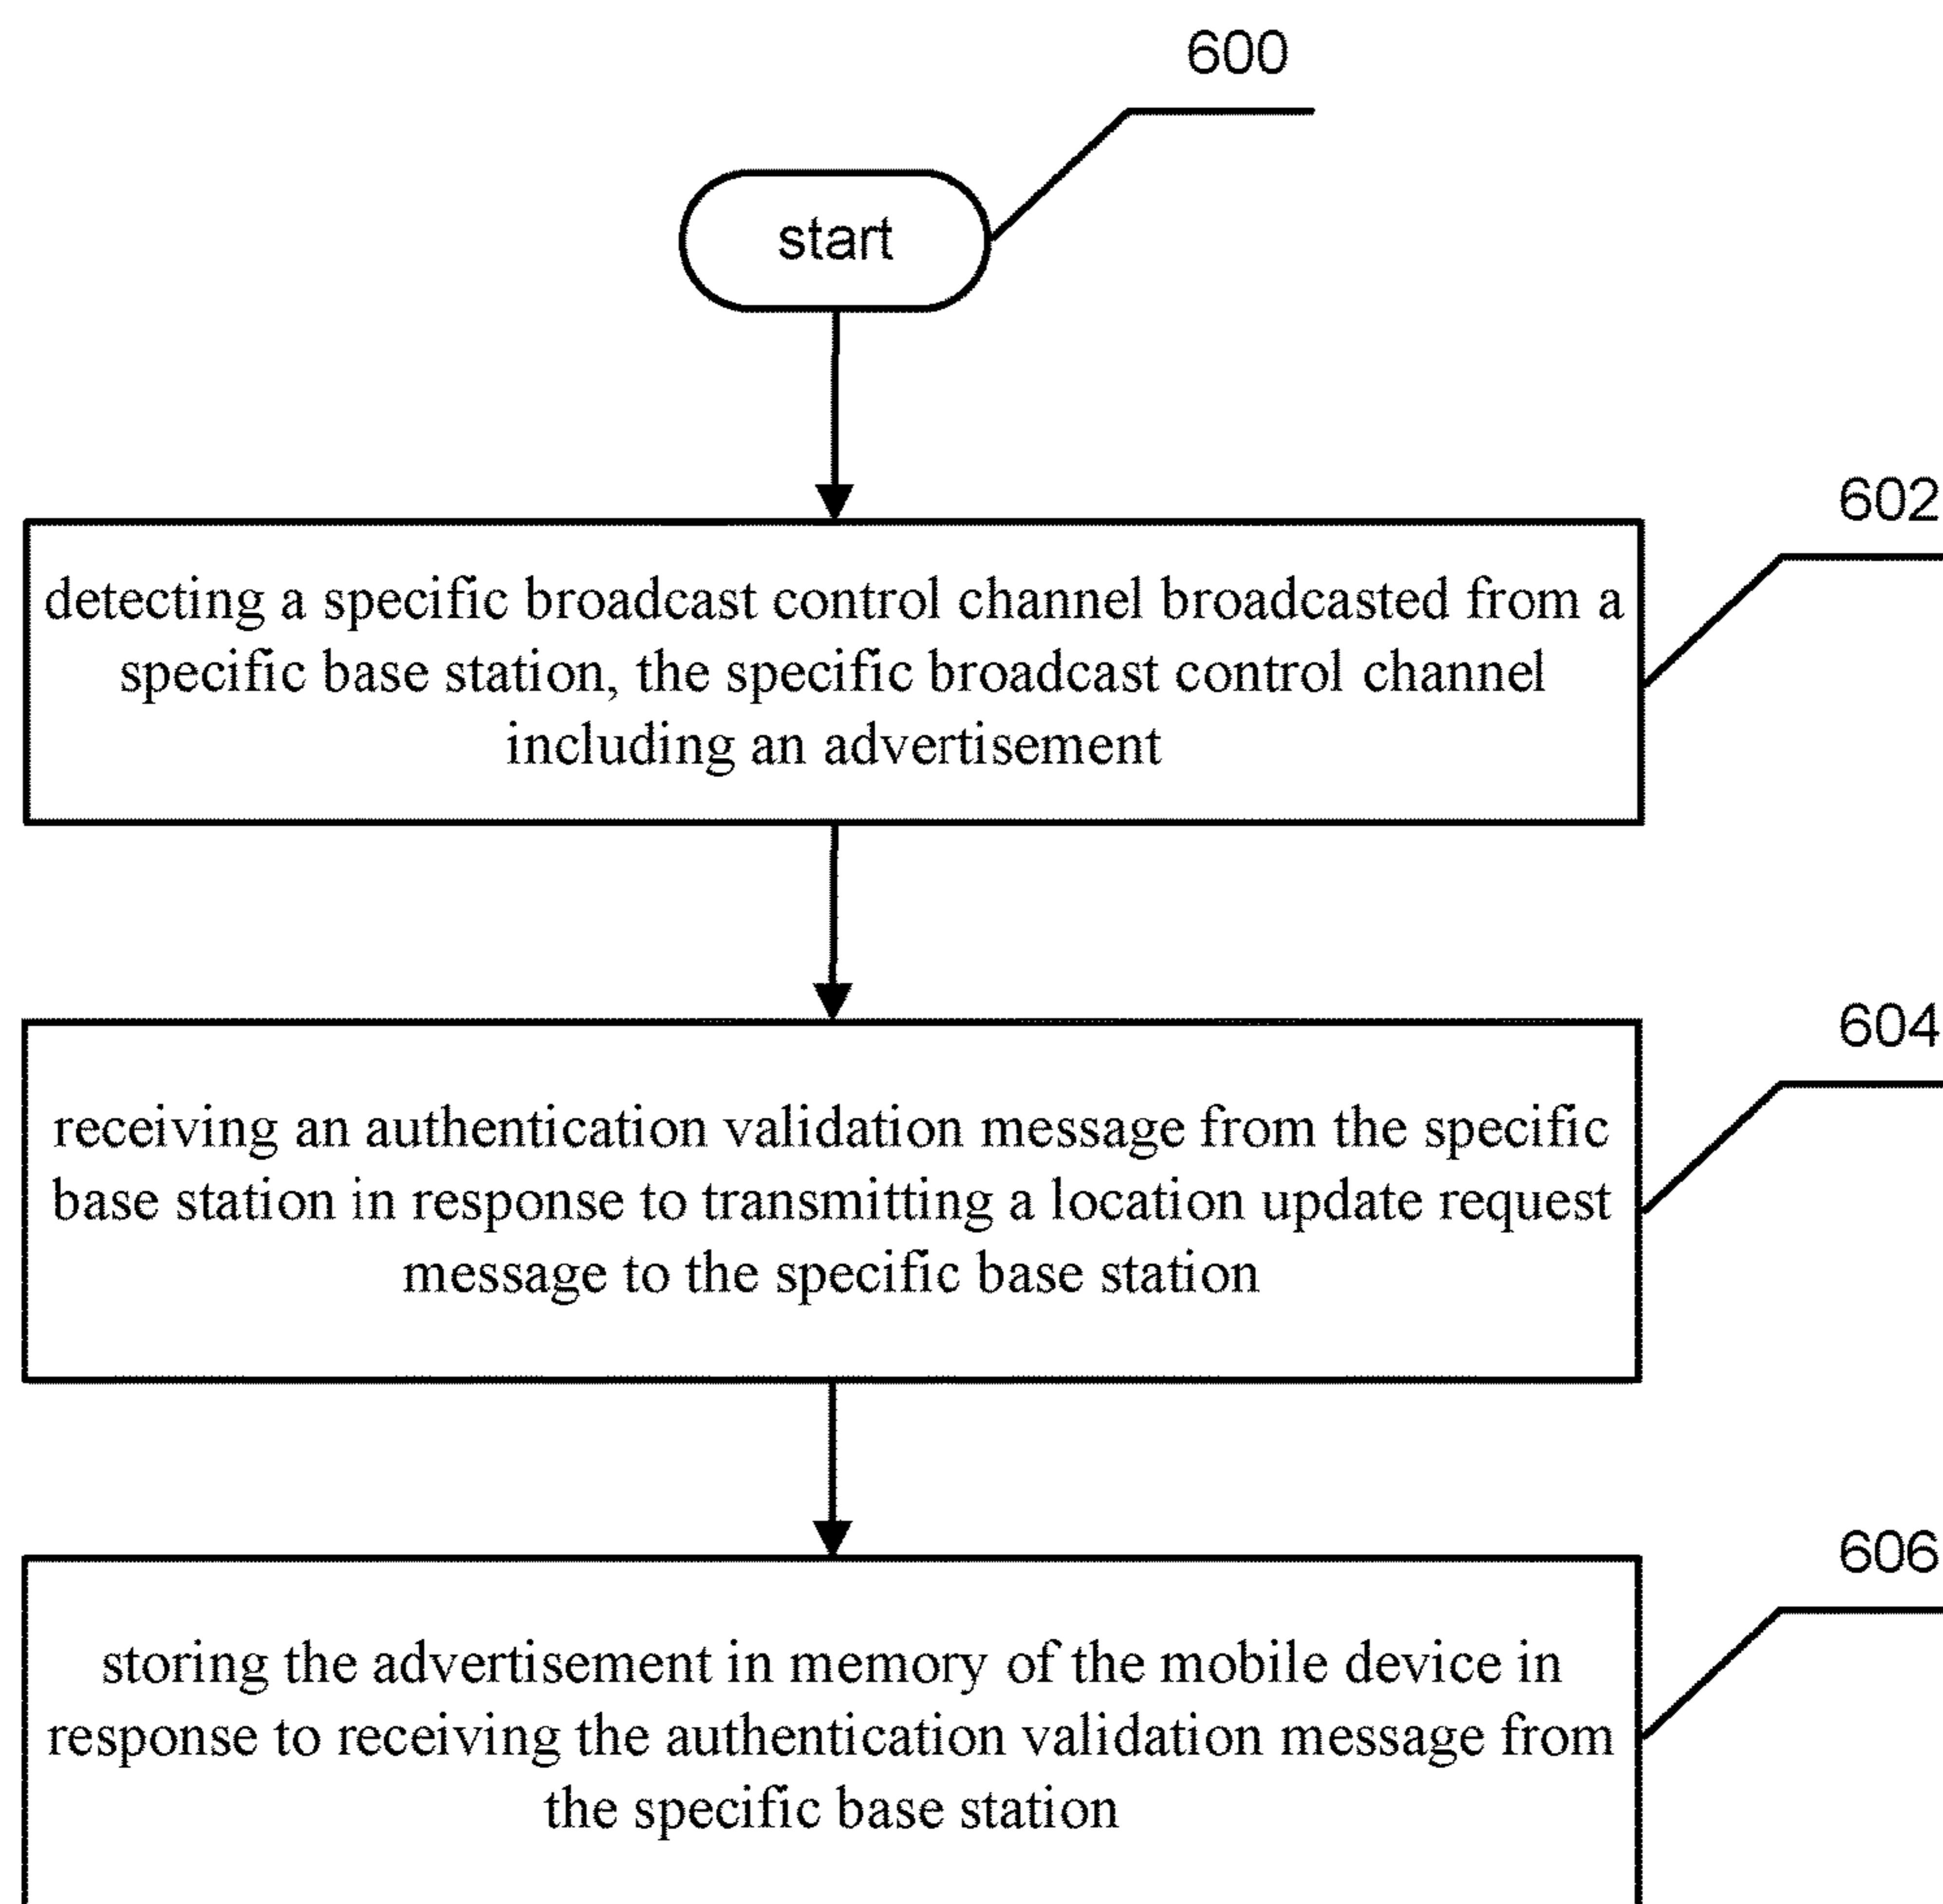 600
start
602
detecting a specific broadcast control channel broadcasted from a
specific base station, the specific broadcast control channel
including an advertisement
604
receiving an authentication validation message from the specific
base station in response to transmitting a location update request
message to the specific base station
606
storing the advertisement in memory of the mobile device in
response to receiving the authentication validation message from
the specific base station